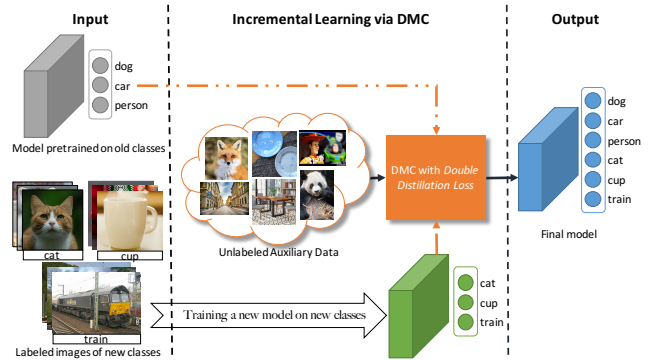 Input
Incremental Learning via DMC
Output
dog
car
person
Model pretrained on old classes
cat
cup
train
Labeled images of new classes
Unlabeled Auxiliary Data
DMC with Double
Distillation Loss
Training a new model on new classes
cat
cup
train
dog
car
person
cat
cup
train
Final model